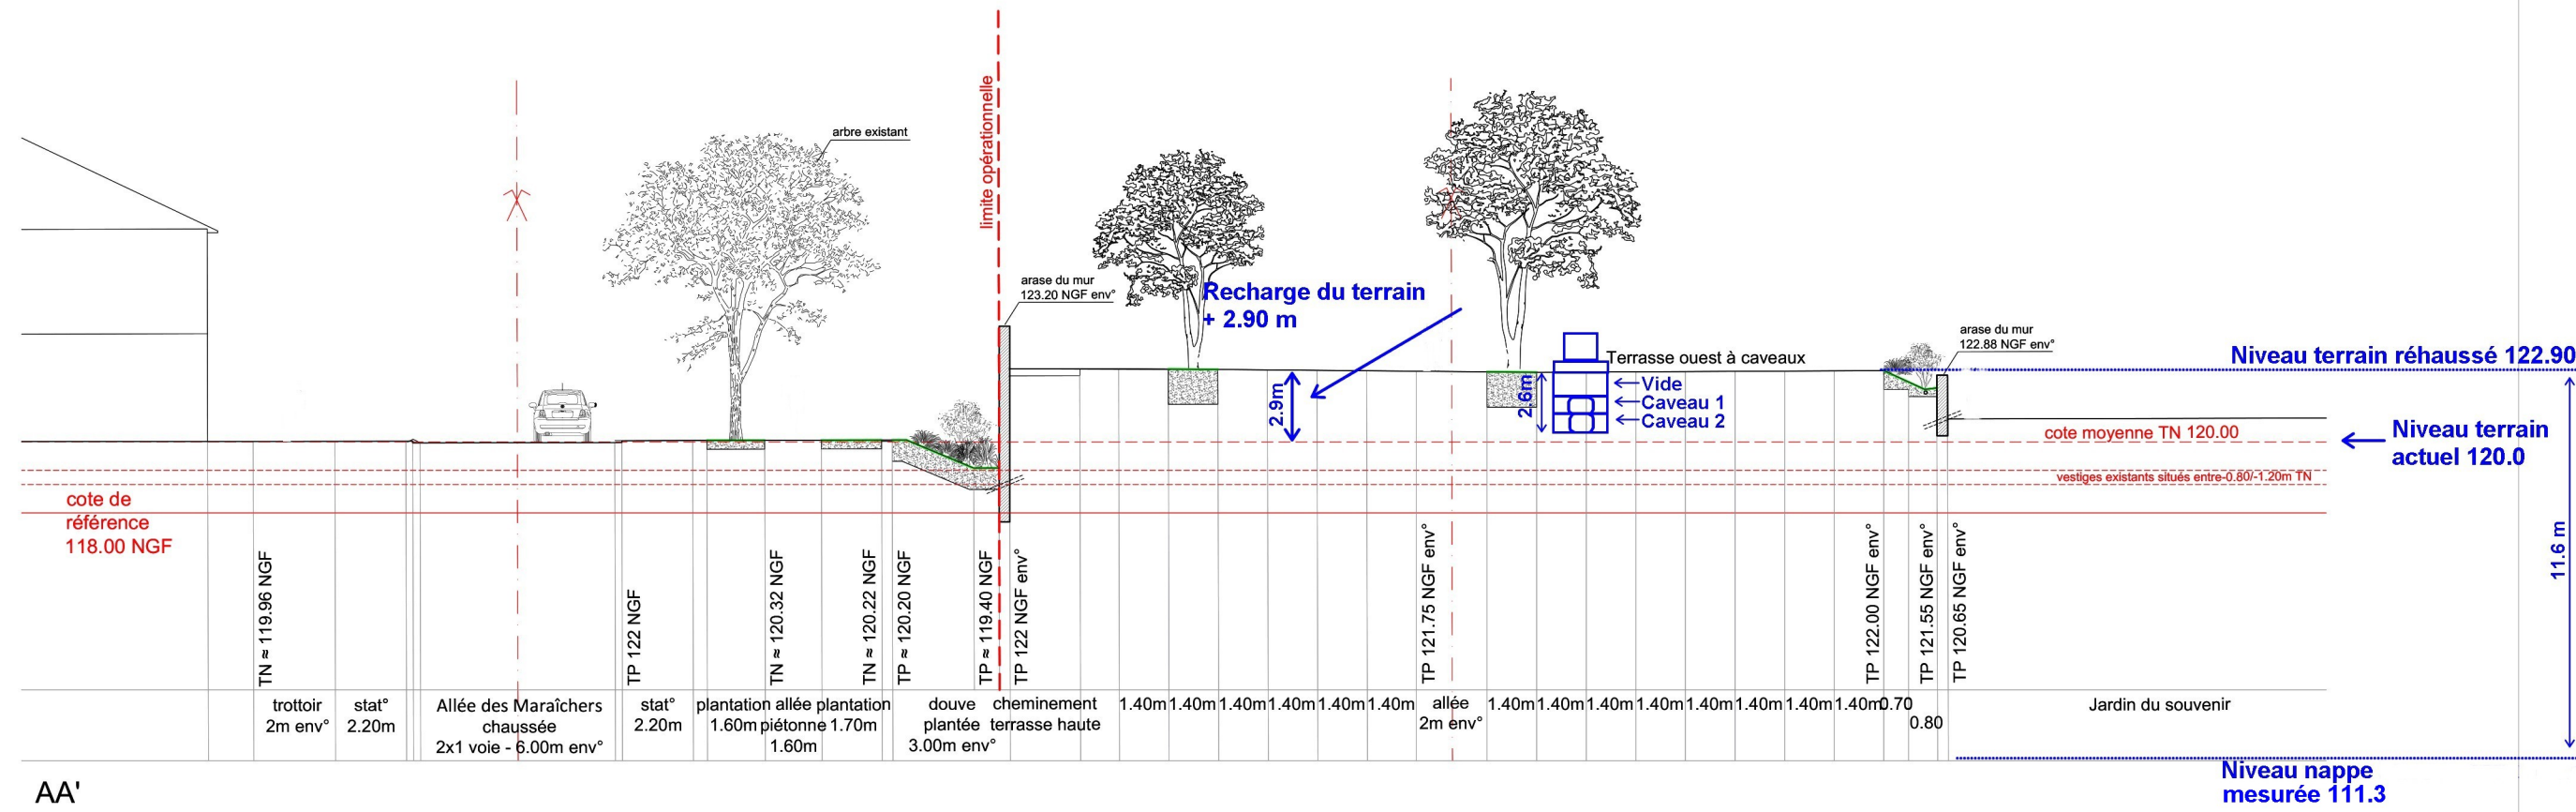 arbre existant
limite opérationnelle
arase du mur
123.20 NGF env°
Recharge du terrain
+ 2.90 m
2.9m
2.6m
Terrasse ouest à caveaux
Vide
Caveau 1
Caveau 2
arase du mur
122.88 NGF env°
Niveau terrain réhaussé 122.90
cote moyenne TN 120.00
Niveau terrain
actuel 120.0
vestiges existants situés entre-0.80/-1.20m TN
11.6 m
cote de
référence
118.00 NGF
TN ≈ 119.96 NGF
TP 122 NGF
TN ≈ 120.32 NGF
TN ≈ 120.22 NGF
TP ≈ 120.20 NGF
TP ≈ 119.40 NGF
TP 122 NGF env°
TP 121.75 NGF env°
TP 122.00 NGF env°
TP 121.55 NGF env°
TP 120.65 NGF env°
trottoir
2m env°
stat°
2.20m
Allée des Maraîchers
chaussée
2x1 voie - 6.00m env°
stat°
2.20m
plantation
1.60m
allée
piétonne
1.60m
plantation
1.70m
douve
plantée
3.00m env°
cheminement
terrasse haute
1.40m 1.40m 1.40m 1.40m 1.40m 1.40m
allée
2m env°
1.40m 1.40m 1.40m 1.40m 1.40m 1.40m 1.40m 1.40m 0.70
0.80
Jardin du souvenir
Niveau nappe
mesurée 111.3
AA'